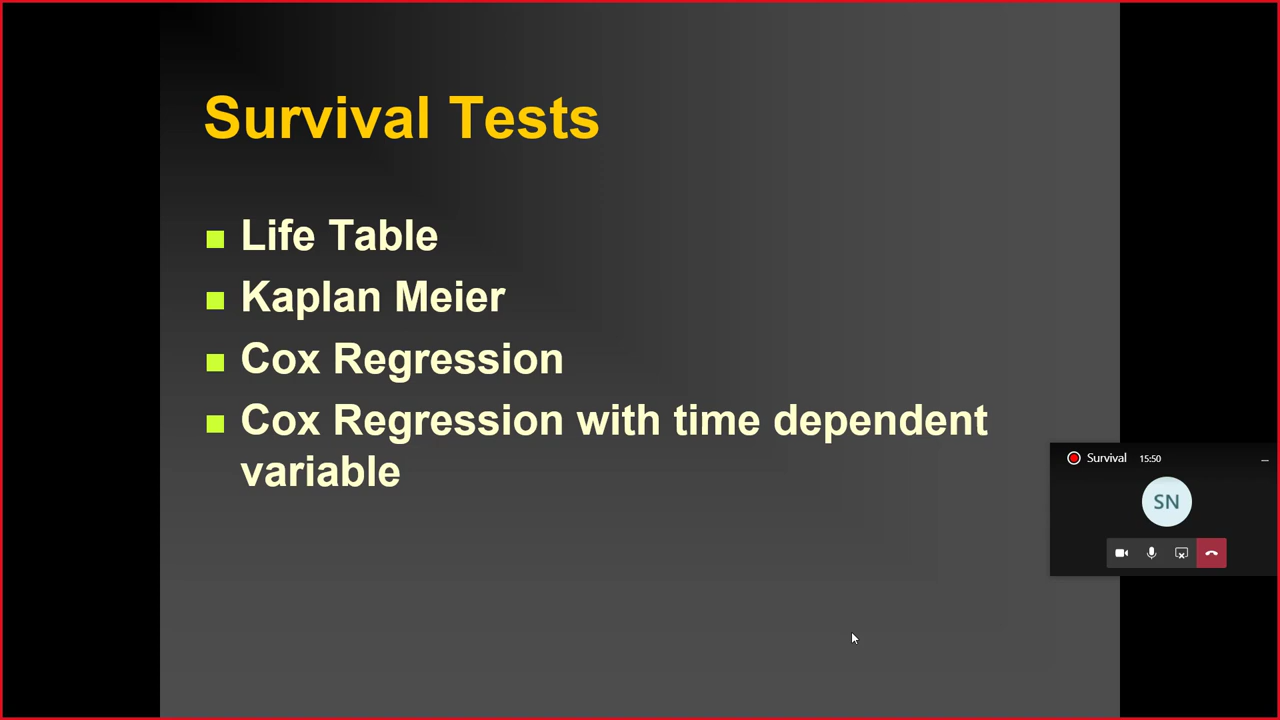 Survival Tests
Life Table
Kaplan Meier
Cox Regression
Cox Regression with time dependent
variable
Survival 15:50
SN